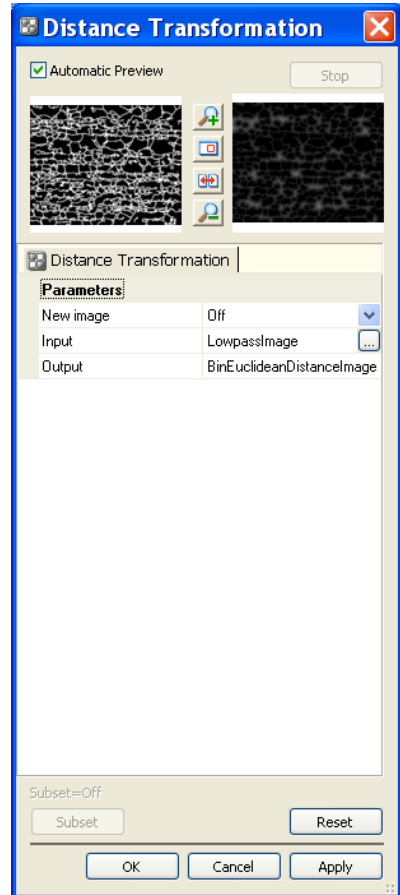 Distance Transformation
Automatic Preview
Stop
Distance Transformation
Parameters
New image Off
Input LowpassImage ...
Output BinEuclideanDistanceImage
Subset=Off
Subset Reset
OK Cancel Apply